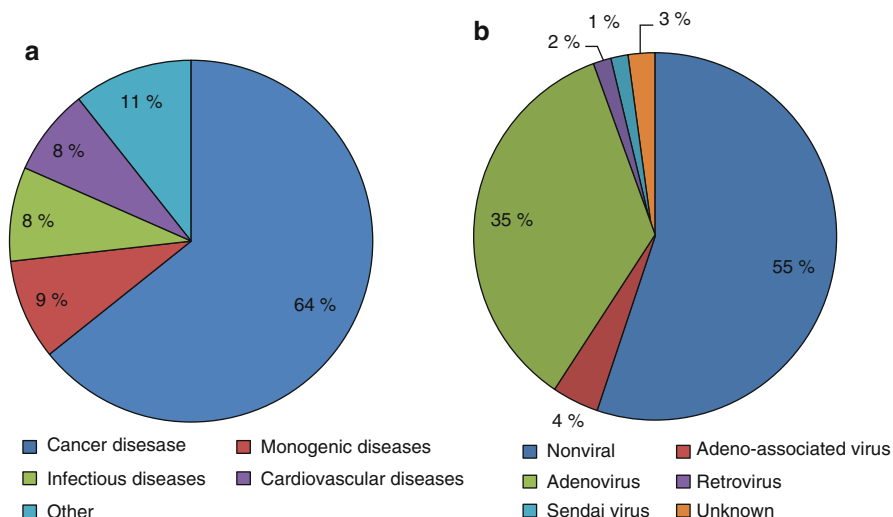 a
11 %
8 %
8 %
9 %
64 %
Cancer disesase
Monogenic diseases
Infectious diseases
Cardiovascular diseases
Other
b
1 %
3 %
2 %
35 %
55 %
4 %
Nonviral
Adeno-associated virus
Adenovirus
Retrovirus
Sendai virus
Unknown